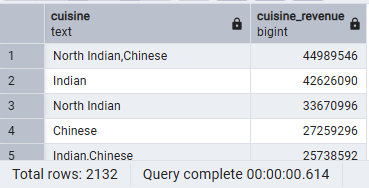 cuisine cuisine_revenue
text bigint
1 North Indian,Chinese 44989546
2 Indian 42626090
3 North Indian 33670996
4 Chinese 27259296
5 Indian,Chinese 25738592
Total rows: 2132 Query complete 00:00:00.614